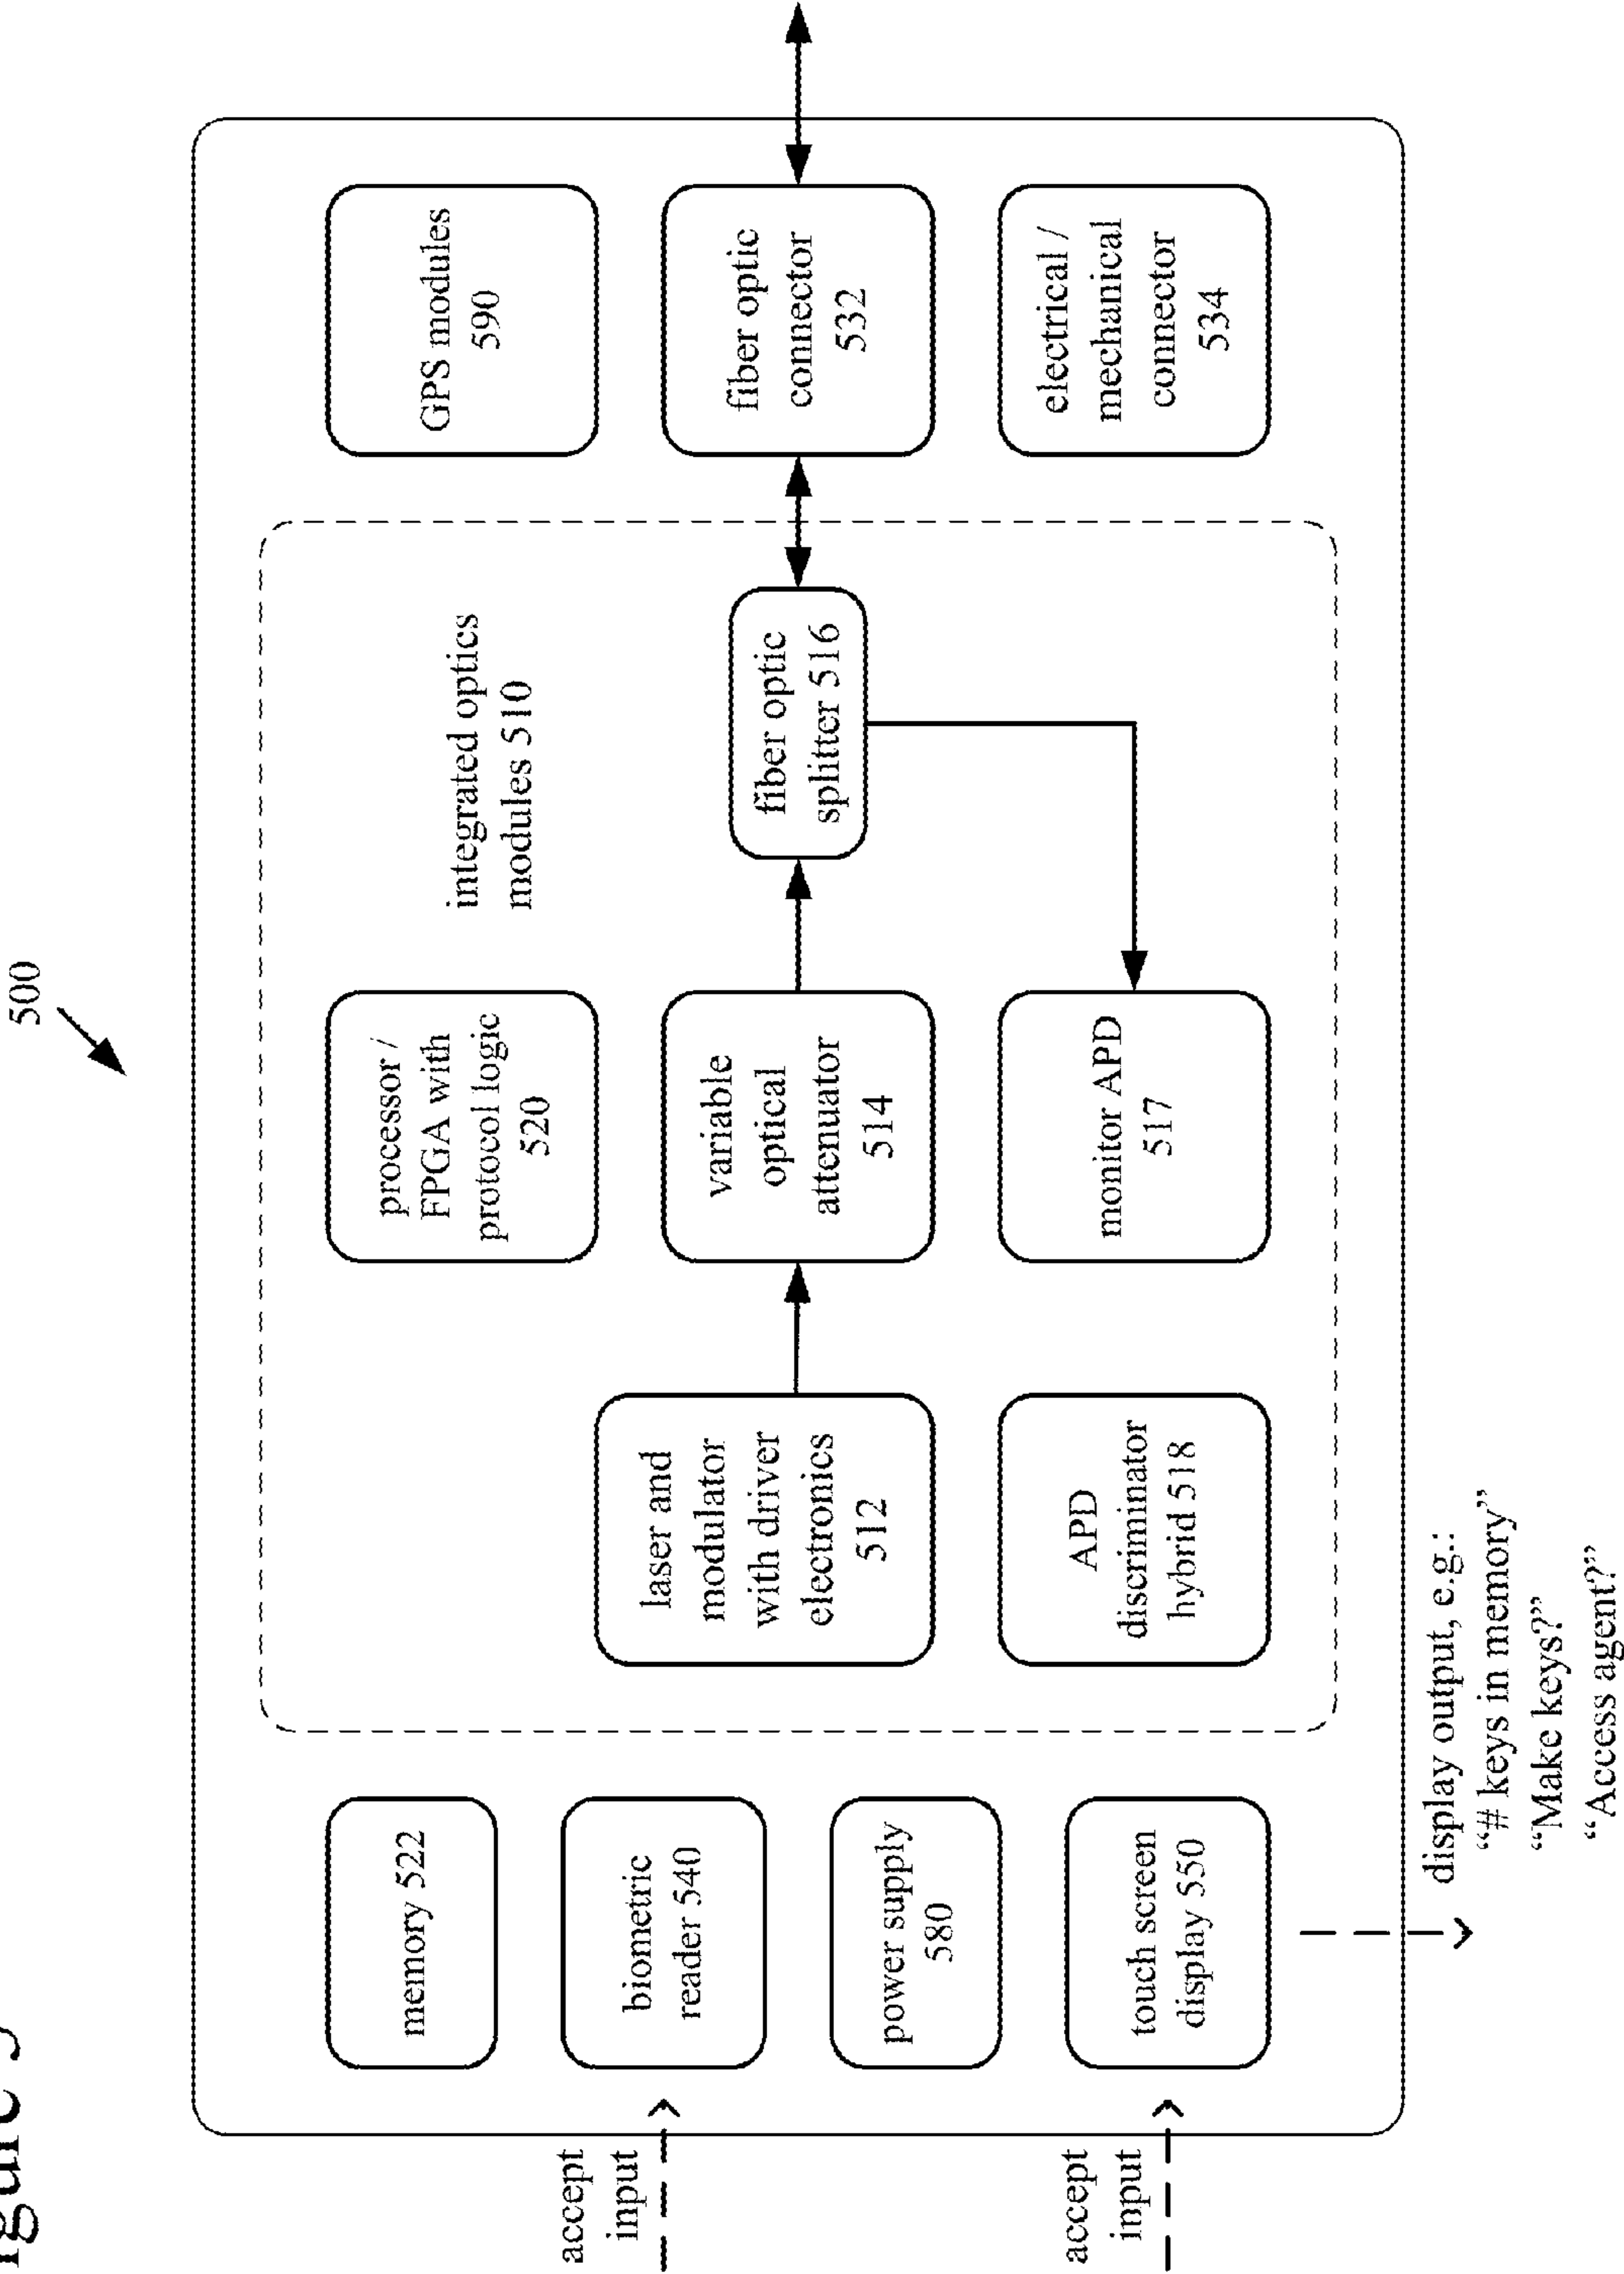 500
memory 522
biometric
reader 540
power supply
580
touch screen
display 550
accept
input
accept
input
display output, e.g.:
“# keys in memory”
“Make keys?”
“Access agent?”
laser and
modulator
with driver
electronics
512
APD
discriminator
hybrid 518
processor /
FPGA with
protocol logic
520
variable
optical
attenuator
514
monitor APD
517
integrated optics
modules 510
fiber optic
splitter 516
GPS modules
590
fiber optic
connector
532
electrical /
mechanical
connector
534